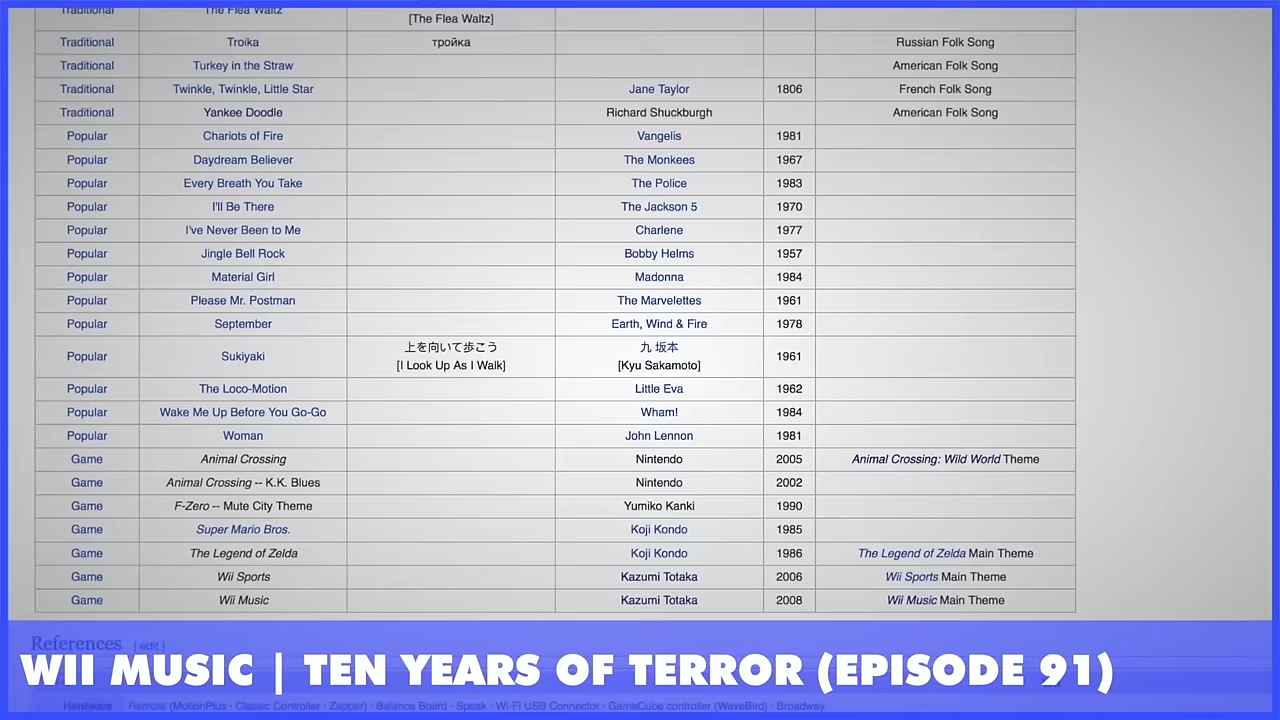 Traditional The Flea Waltz [The Flea Waltz]
Traditional Troika тройка Russian Folk Song
Traditional Turkey in the Straw American Folk Song
Traditional Twinkle, Twinkle, Little Star Jane Taylor 1806 French Folk Song
Traditional Yankee Doodle Richard Shuckburgh American Folk Song
Popular Chariots of Fire Vangelis 1981
Popular Daydream Believer The Monkees 1967
Popular Every Breath You Take The Police 1983
Popular I'll Be There The Jackson 5 1970
Popular I've Never Been to Me Charlene 1977
Popular Jingle Bell Rock Bobby Helms 1957
Popular Material Girl Madonna 1984
Popular Please Mr. Postman The Marvelettes 1961
Popular September Earth, Wind & Fire 1978
Popular Sukiyaki 上を向いて歩こう [I Look Up As I Walk] 九 坂本 [Kyu Sakamoto] 1961
Popular The Loco-Motion Little Eva 1962
Popular Wake Me Up Before You Go-Go Wham! 1984
Popular Woman John Lennon 1981
Game Animal Crossing Nintendo 2005 Animal Crossing: Wild World Theme
Game Animal Crossing -- K.K. Blues Nintendo 2002
Game F-Zero -- Mute City Theme Yumiko Kanki 1990
Game Super Mario Bros. Koji Kondo 1985
Game The Legend of Zelda Koji Kondo 1986 The Legend of Zelda Main Theme
Game Wii Sports Kazumi Totaka 2006 Wii Sports Main Theme
Game Wii Music Kazumi Totaka 2008 Wii Music Main Theme
References [ edit ]
WII MUSIC | TEN YEARS OF TERROR (EPISODE 91)
Hardware Remote (MotionPlus · Classic Controller · Zapper) · Balance Board · Speak · Wi-Fi USB Connector · GameCube controller (WaveBird) · Broadway